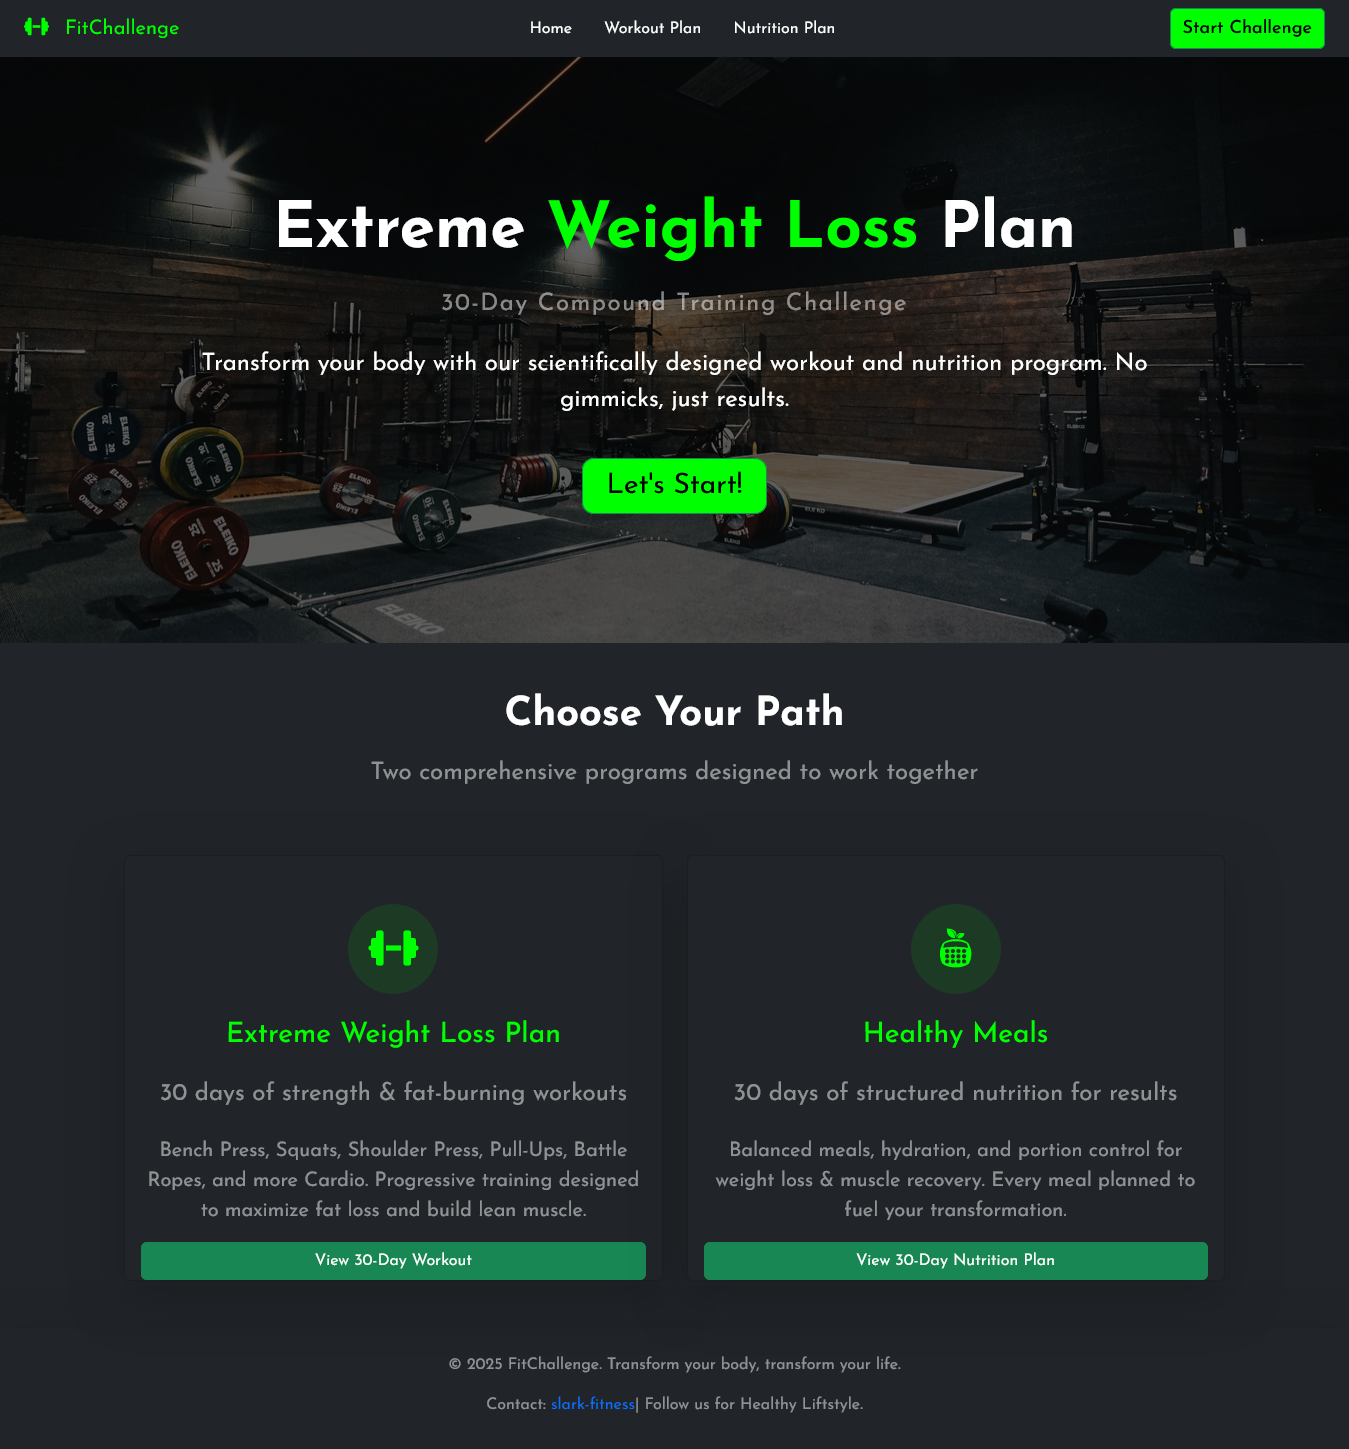 FitChallenge
Home
Workout Plan
Nutrition Plan
Start Challenge
Extreme Weight Loss Plan
30-Day Compound Training Challenge
Transform your body with our scientifically designed workout and nutrition program. No
gimmicks, just results.
Let's Start!
ELEIKO
ELEIKO
ELEIKO
ELEIKO
Choose Your Path
Two comprehensive programs designed to work together
Extreme Weight Loss Plan
30 days of strength & fat-burning workouts
Bench Press, Squats, Shoulder Press, Pull-Ups, Battle
Ropes, and more Cardio. Progressive training designed
to maximize fat loss and build lean muscle.
View 30-Day Workout
Healthy Meals
30 days of structured nutrition for results
Balanced meals, hydration, and portion control for
weight loss & muscle recovery. Every meal planned to
fuel your transformation.
View 30-Day Nutrition Plan
© 2025 FitChallenge. Transform your body, transform your life.
Contact: slark-fitness| Follow us for Healthy Liftstyle.